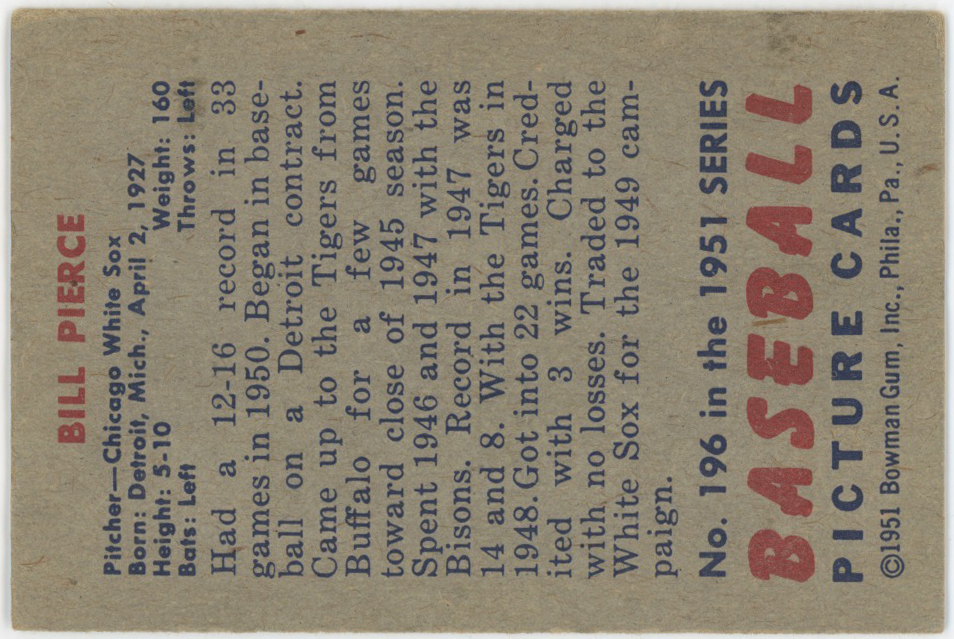 BILL PIERCE
Pitcher—Chicago White Sox
Born: Detroit, Mich., April 2, 1927
Height: 5-10 Weight: 160
Bats: Left Throws: Left
Had a 12-16 record in 33
games in 1950. Began in base-
ball on a Detroit contract.
Came up to the Tigers from
Buffalo for a few games
toward close of 1945 season.
Spent 1946 and 1947 with the
Bisons. Record in 1947 was
14 and 8. With the Tigers in
1948. Got into 22 games. Cred-
ited with 3 wins. Charged
with no losses. Traded to the
White Sox for the 1949 cam-
paign.
No. 196 in the 1951 SERIES
BASEBALL
PICTURE CARDS
©1951 Bowman Gum, Inc., Phila., Pa., U.S.A.